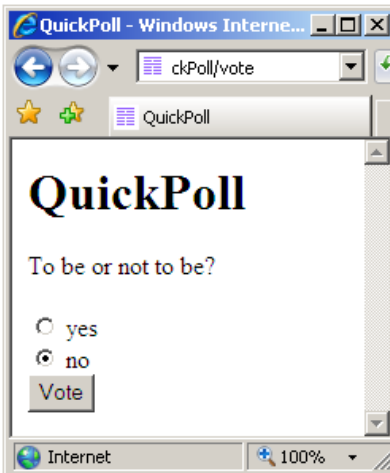 QuickPoll - Windows Interne...
ckPoll/vote
QuickPoll
QuickPoll
To be or not to be?
yes
no
Vote
Internet
100%